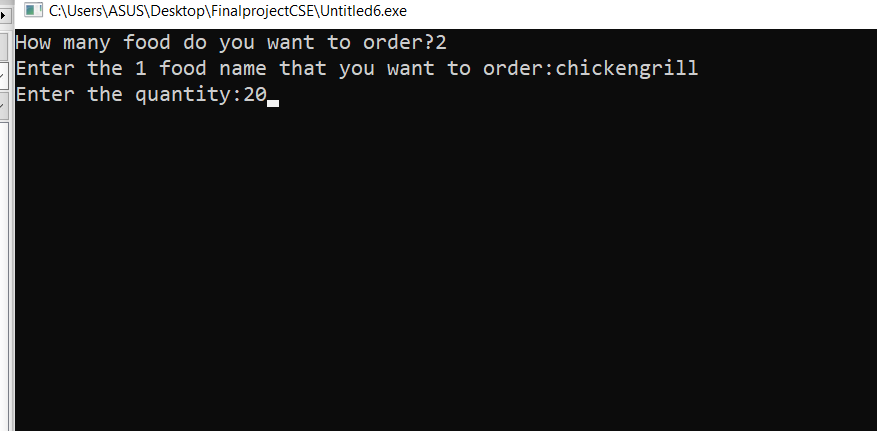 C:\Users\ASUS\Desktop\FinalprojectCSE\Untitled6.exe
How many food do you want to order?2
Enter the 1 food name that you want to order:chickengrill
Enter the quantity:20